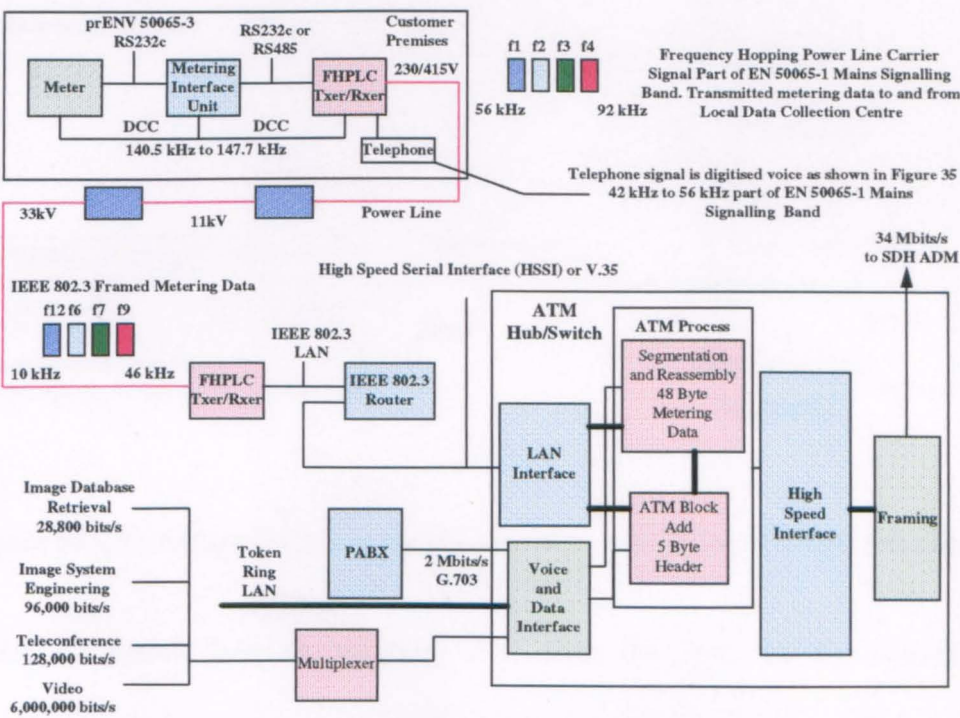 prENV 50065-3
RS232c
RS232c or
RS485
Customer
Premises
230/415V
Meter
Metering
Interface
Unit
FHPLC
Txer/Rxer
DCC
DCC
140.5 kHz to 147.7 kHz
Telephone
f1 f2 f3 f4
56 kHz
92 kHz
Frequency Hopping Power Line Carrier
Signal Part of EN 50065-1 Mains Signalling
Band. Transmitted metering data to and from
Local Data Collection Centre
Telephone signal is digitised voice as shown in Figure 35
42 kHz to 56 kHz part of EN 50065-1 Mains
Signalling Band
33kV
11kV
Power Line
34 Mbits/s
to SDH ADM
High Speed Serial Interface (HSSI) or V.35
IEEE 802.3 Framed Metering Data
f12 f6 f7 f9
10 kHz
46 kHz
FHPLC
Txer/Rxer
IEEE 802.3
LAN
IEEE 802.3
Router
ATM
Hub/Switch
ATM Process
Segmentation
and Reassembly
48 Byte
Metering
Data
LAN
Interface
ATM Block
Add
5 Byte
Header
High
Speed
Interface
Framing
Image Database
Retrieval
28,800 bits/s
Image System
Engineering
96,000 bits/s
Teleconference
128,000 bits/s
Video
6,000,000 bits/s
PABX
Token
Ring
LAN
2 Mbits/s
G.703
Voice
and
Data
Interface
Multiplexer